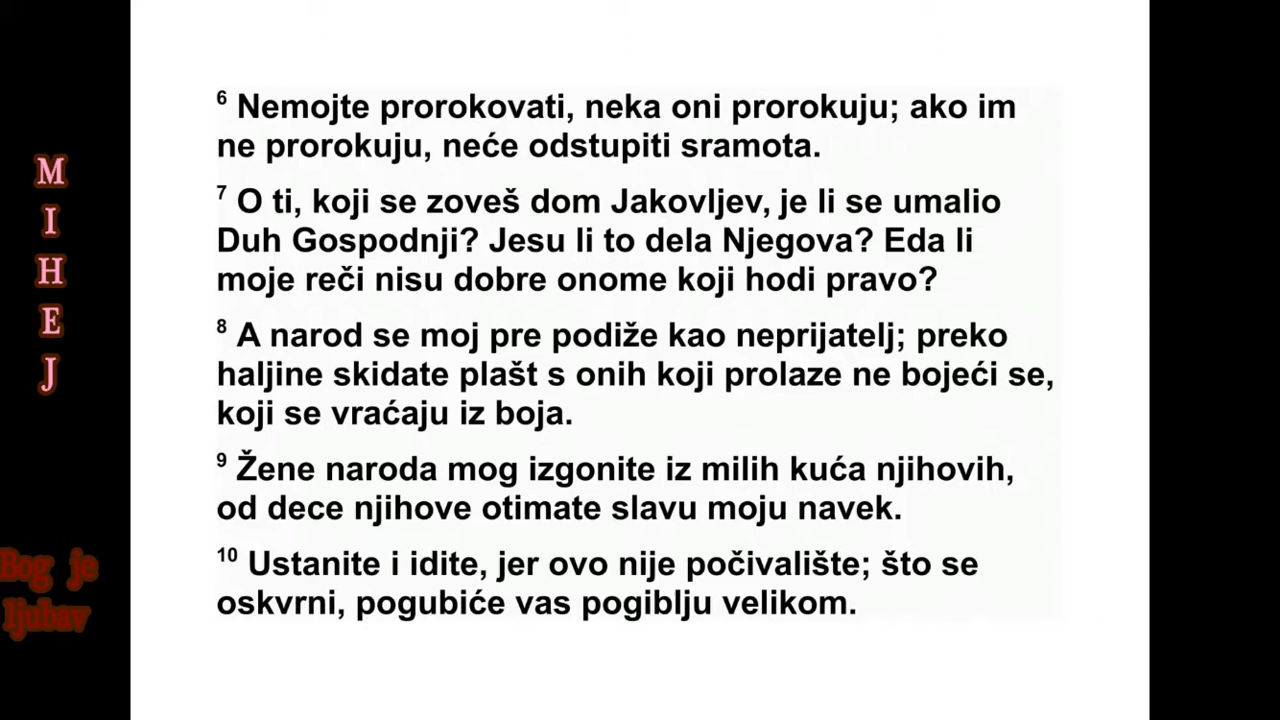 M
I
H
E
J
Bog je
ljubav
6 Nemojte prorokovati, neka oni prorokuju; ako im
ne prorokuju, neće odstupiti sramota.
7 O ti, koji se zoveš dom Jakovljev, je li se umalio
Duh Gospodnji? Jesu li to dela Njegova? Eda li
moje reči nisu dobre onome koji hodi pravo?
8 A narod se moj pre podiže kao neprijatelj; preko
haljine skidate plašt s onih koji prolaze ne bojeći se,
koji se vraćaju iz boja.
9 Žene naroda mog izgonite iz milih kuća njihovih,
od dece njihove otimate slavu moju navek.
10 Ustanite i idite, jer ovo nije počivalište; što se
oskvrni, pogubiće vas pogiblju velikom.